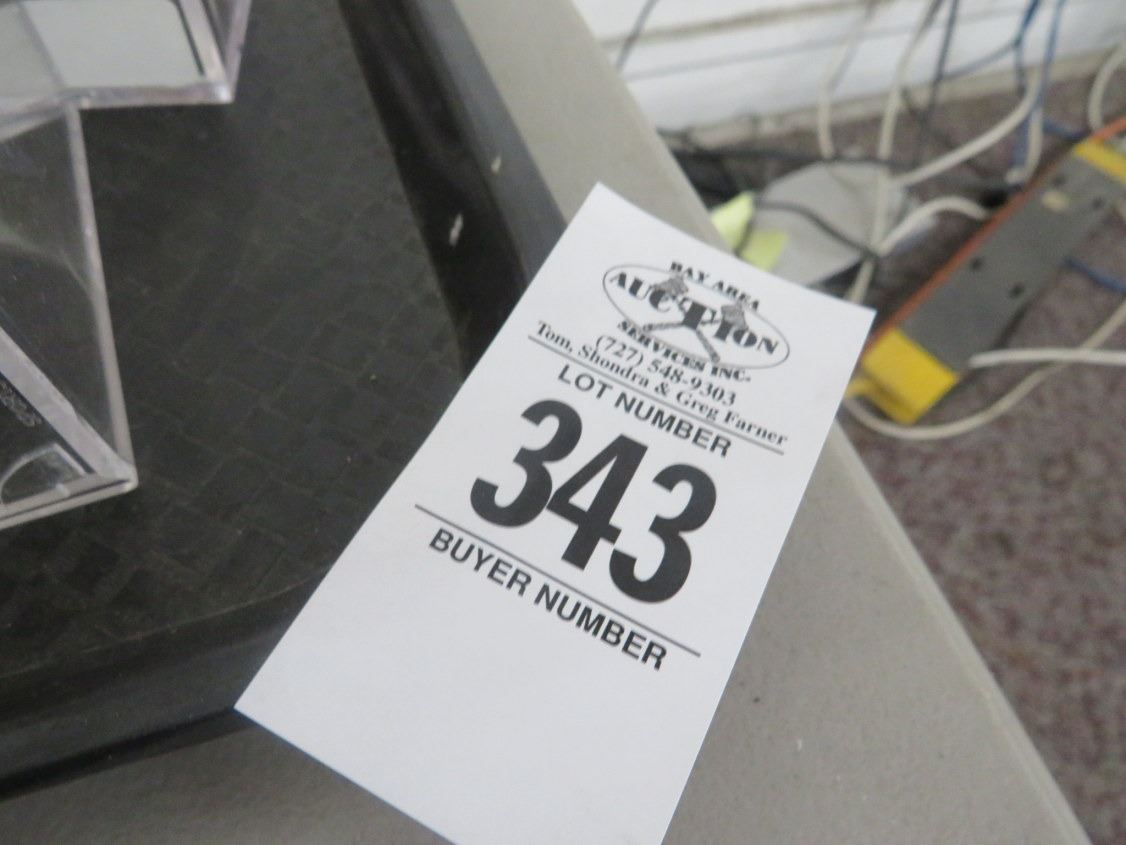 BAY AREA
AUCTION
SERVICES INC.
(727) 548-9303
Tom, Shondra & Greg Farner
LOT NUMBER
343
BUYER NUMBER